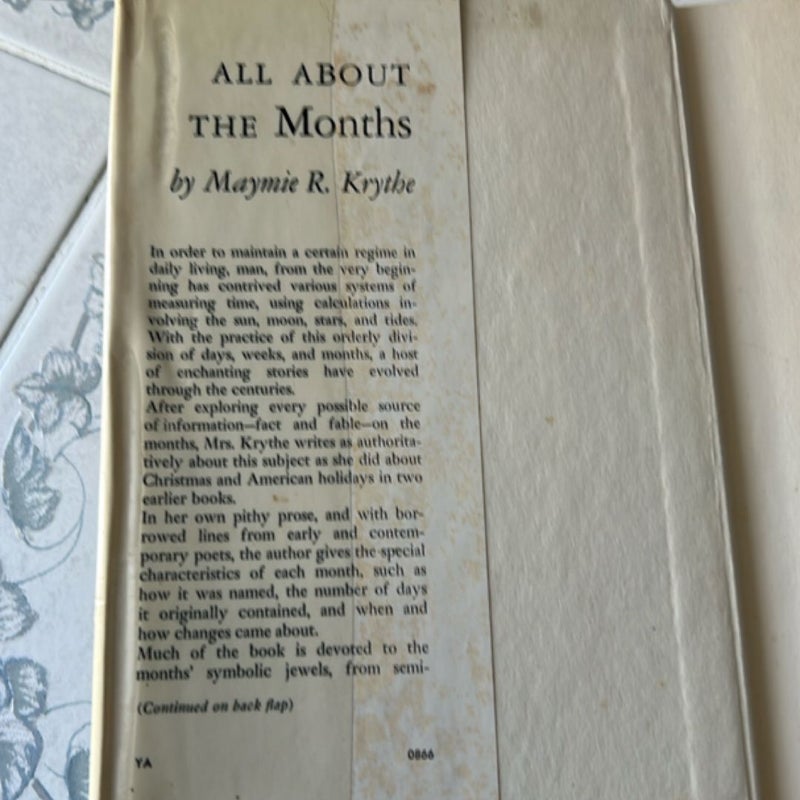 ALL ABOUT
THE Months
by Maymie R. Krythe
In order to maintain a certain regime in
daily living, man, from the very begin-
ning has contrived various systems of
measuring time, using calculations in-
volving the sun, moon, stars, and tides.
With the practice of this orderly divi-
sion of days, weeks, and months, a host
of enchanting stories have evolved
through the centuries.
After exploring every possible source
of information—fact and fable—on the
months, Mrs. Krythe writes as authorita-
tively about this subject as she did about
Christmas and American holidays in two
earlier books.
In her own pithy prose, and with bor-
rowed lines from early and contem-
porary poets, the author gives the special
characteristics of each month, such as
how it was named, the number of days
it originally contained, and when and
how changes came about.
Much of the book is devoted to the
months' symbolic jewels, from semi-
(Continued on back flap)
YA 0866